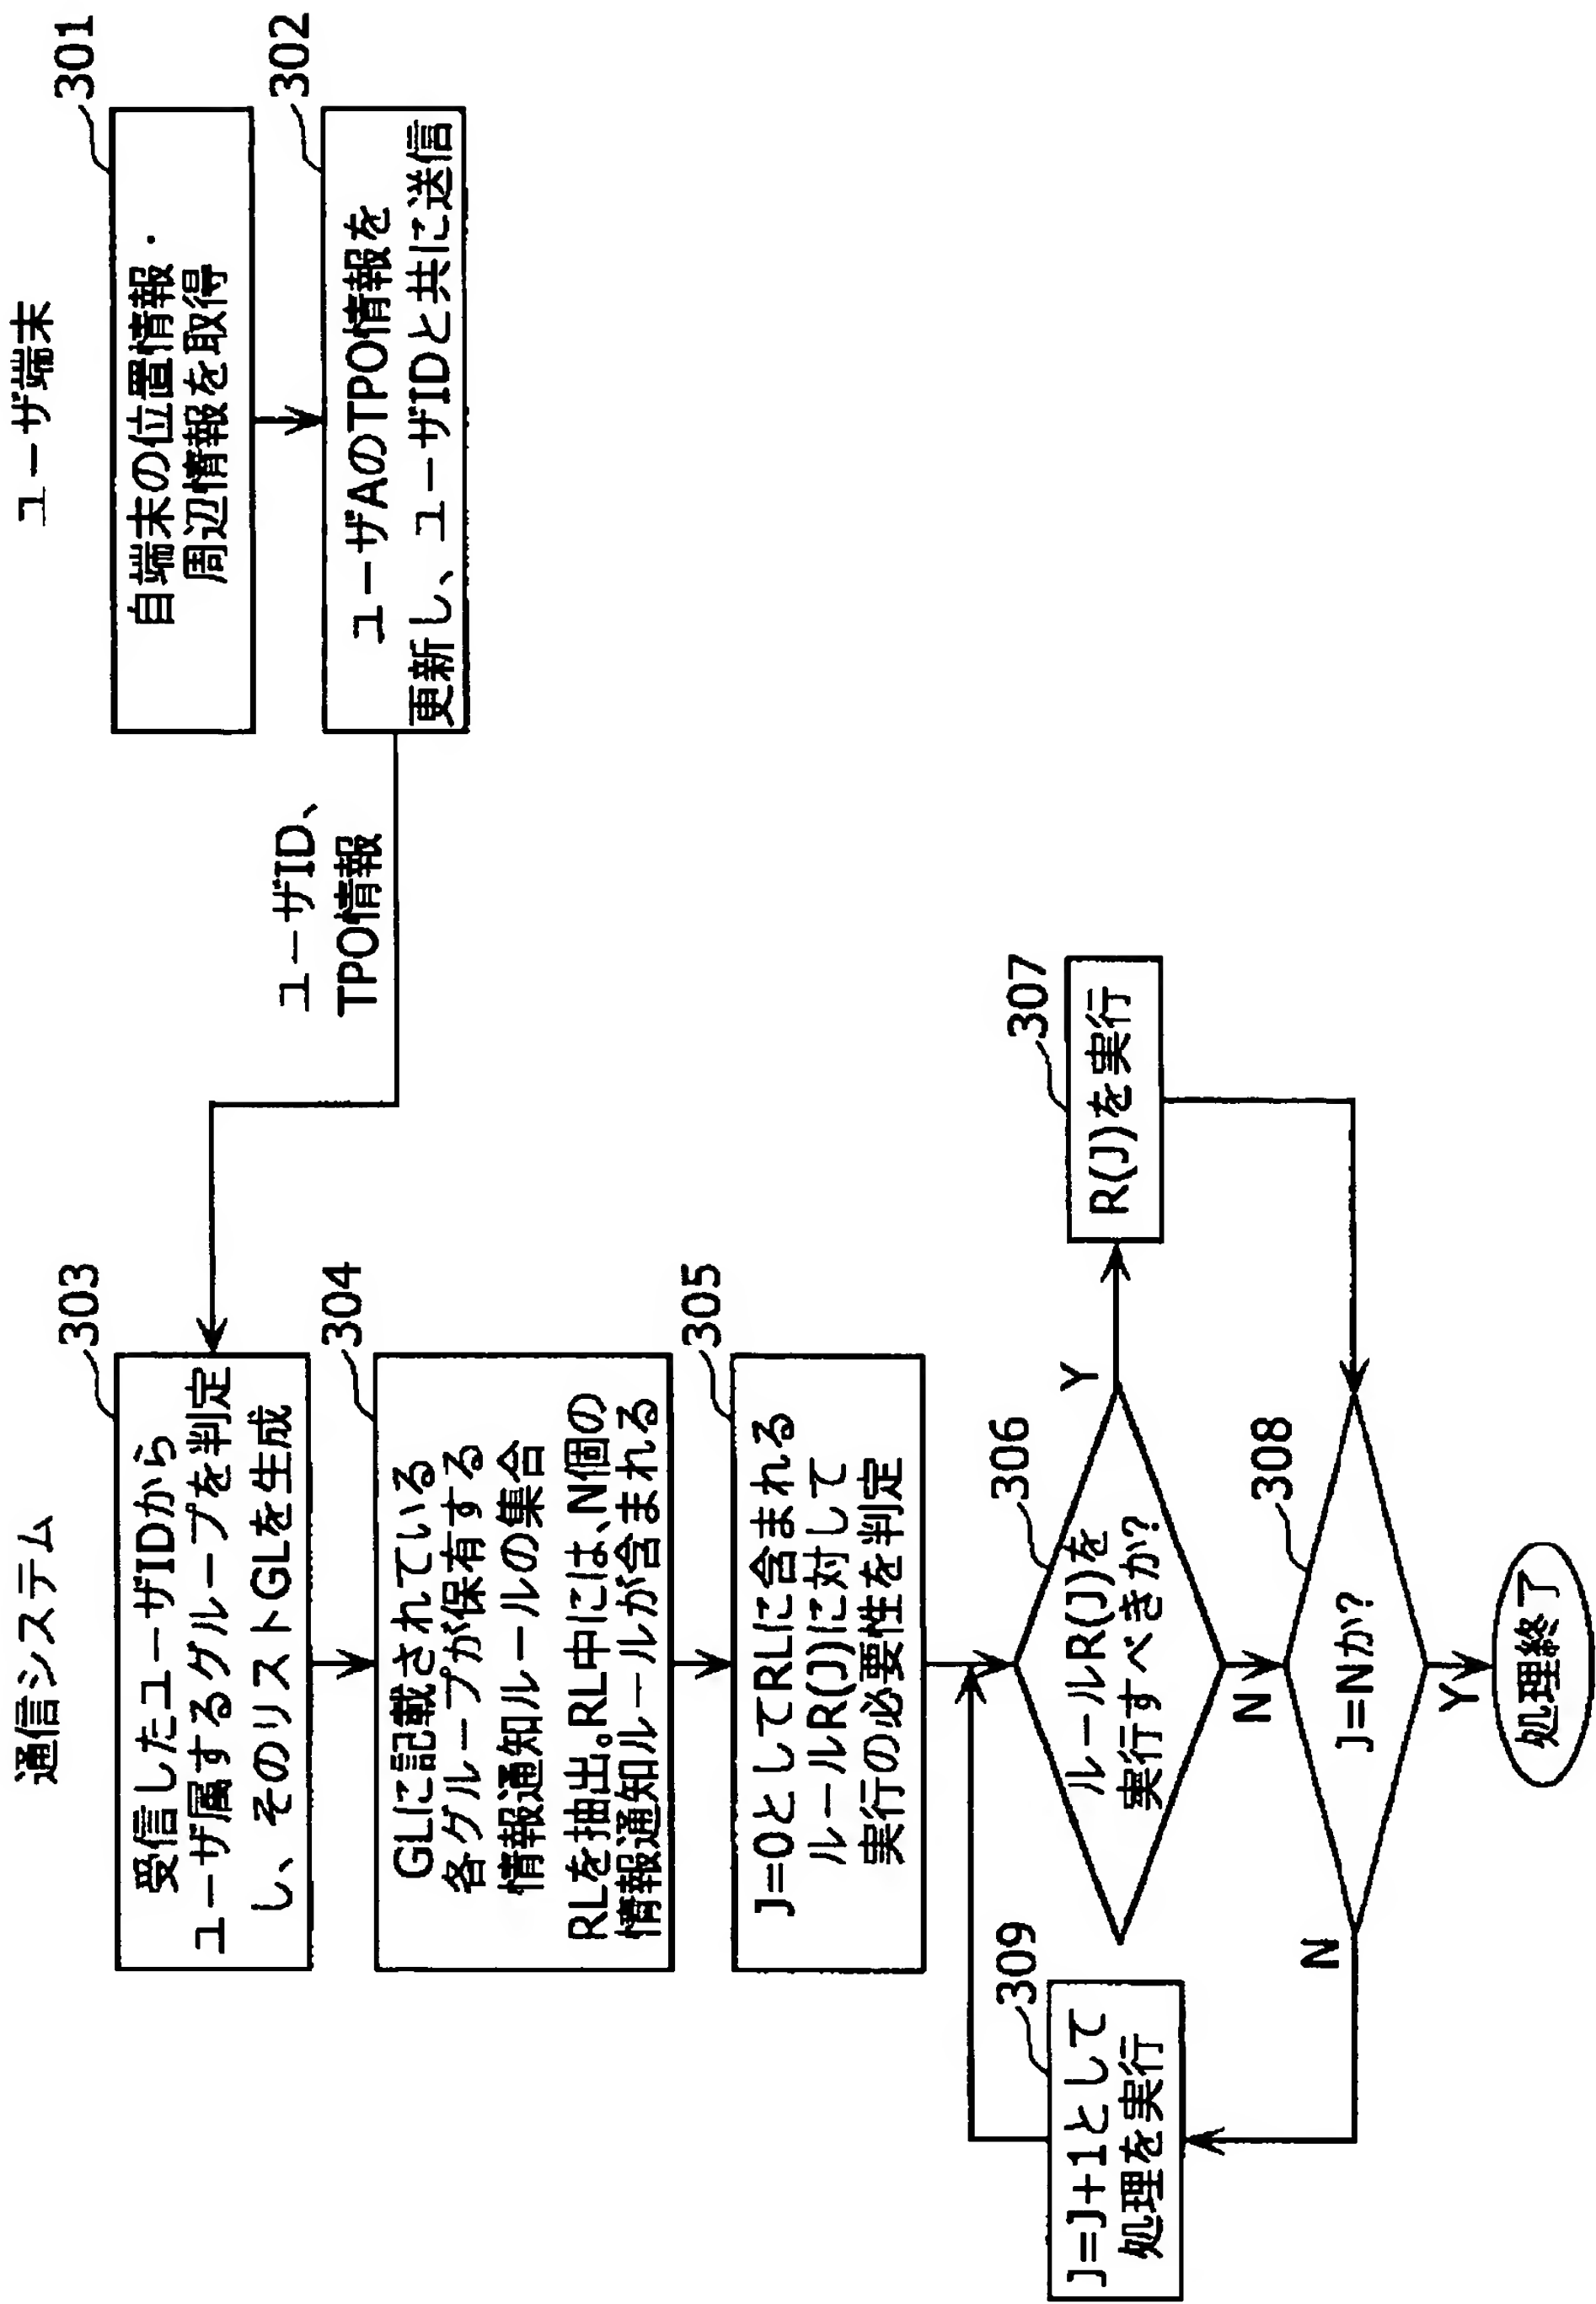 通信システム
ユーザ端末
301
自端末の位置情報・
周辺情報を取得
302
ユーザAのTPO情報を
更新し、ユーザIDと共に送信
ユーザID、
TPO情報
303
受信したユーザIDから
ユーザ属するグループを判定
し、そのリストGLを生成
304
GLに記載されている
各グループが保有する
情報通知ルールの集合
RLを抽出。RL中には、N個の
情報通知ルールが含まれる
305
J=0としてRLに含まれる
ルールR(J)に対して
実行の必要性を判定
306
ルールR(J)を
実行すべきか?
Y
N
307
R(J)を実行
308
J=Nか?
N
Y
309
J=J+1として
処理を実行
処理終了